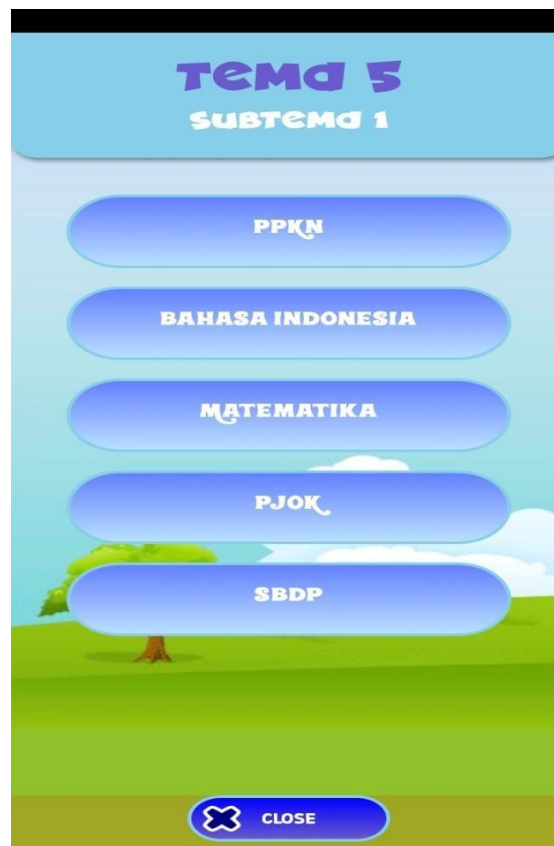 Tema 5
SUBTema 1
PPKN
BAHASA INDONESIA
MATEMATIKA
PJOK
SBDP
CLOSE